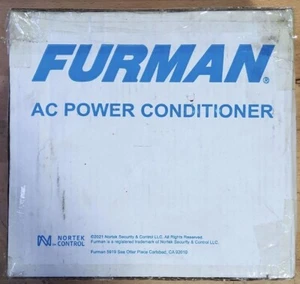 FURMAN®
AC POWER CONDITIONER
NORTEK
CONTROL
©2021 Nortek Security & Control LLC. All Rights Reserved.
Furman is a registered trademark of Nortek Security & Control LLC.
Furman 5919 Sea Otter Place Carlsbad, CA 92010